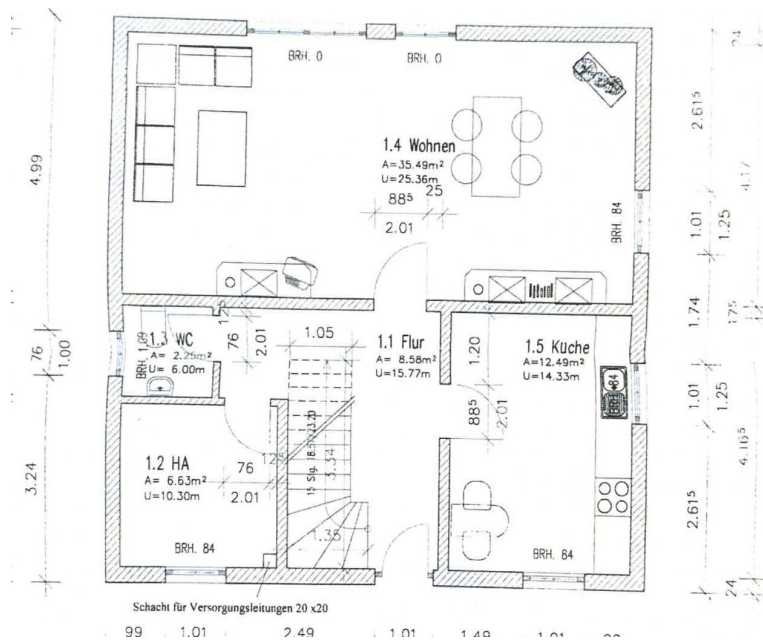 BRH. 0
BRH. 0
24
2.61⁵
4.99
1.4 Wohnen
A=35.49m²
U=25.36m
25
88⁵
2.01
BRH. 84
1.01
1.25
1.74
1.75
76
1.00
1.3 WC
A= 2.25m²
U= 6.00m
76
2.01
1.05
1.1 Flur
A= 8.58m²
U=15.77m
1.20
1.5 Küche
A=12.49m²
U=14.33m
BRH. 84
1.01
1.25
88⁵
2.01
1.2 HA
A= 6.63m²
U=10.30m
76
2.01
3.24
3.34
1.35
4.16⁵
2.61⁵
BRH. 84
BRH. 84
24
Schacht für Versorgungsleitungen 20 x20
99 1.01 2.49 1.01 1.49 1.01